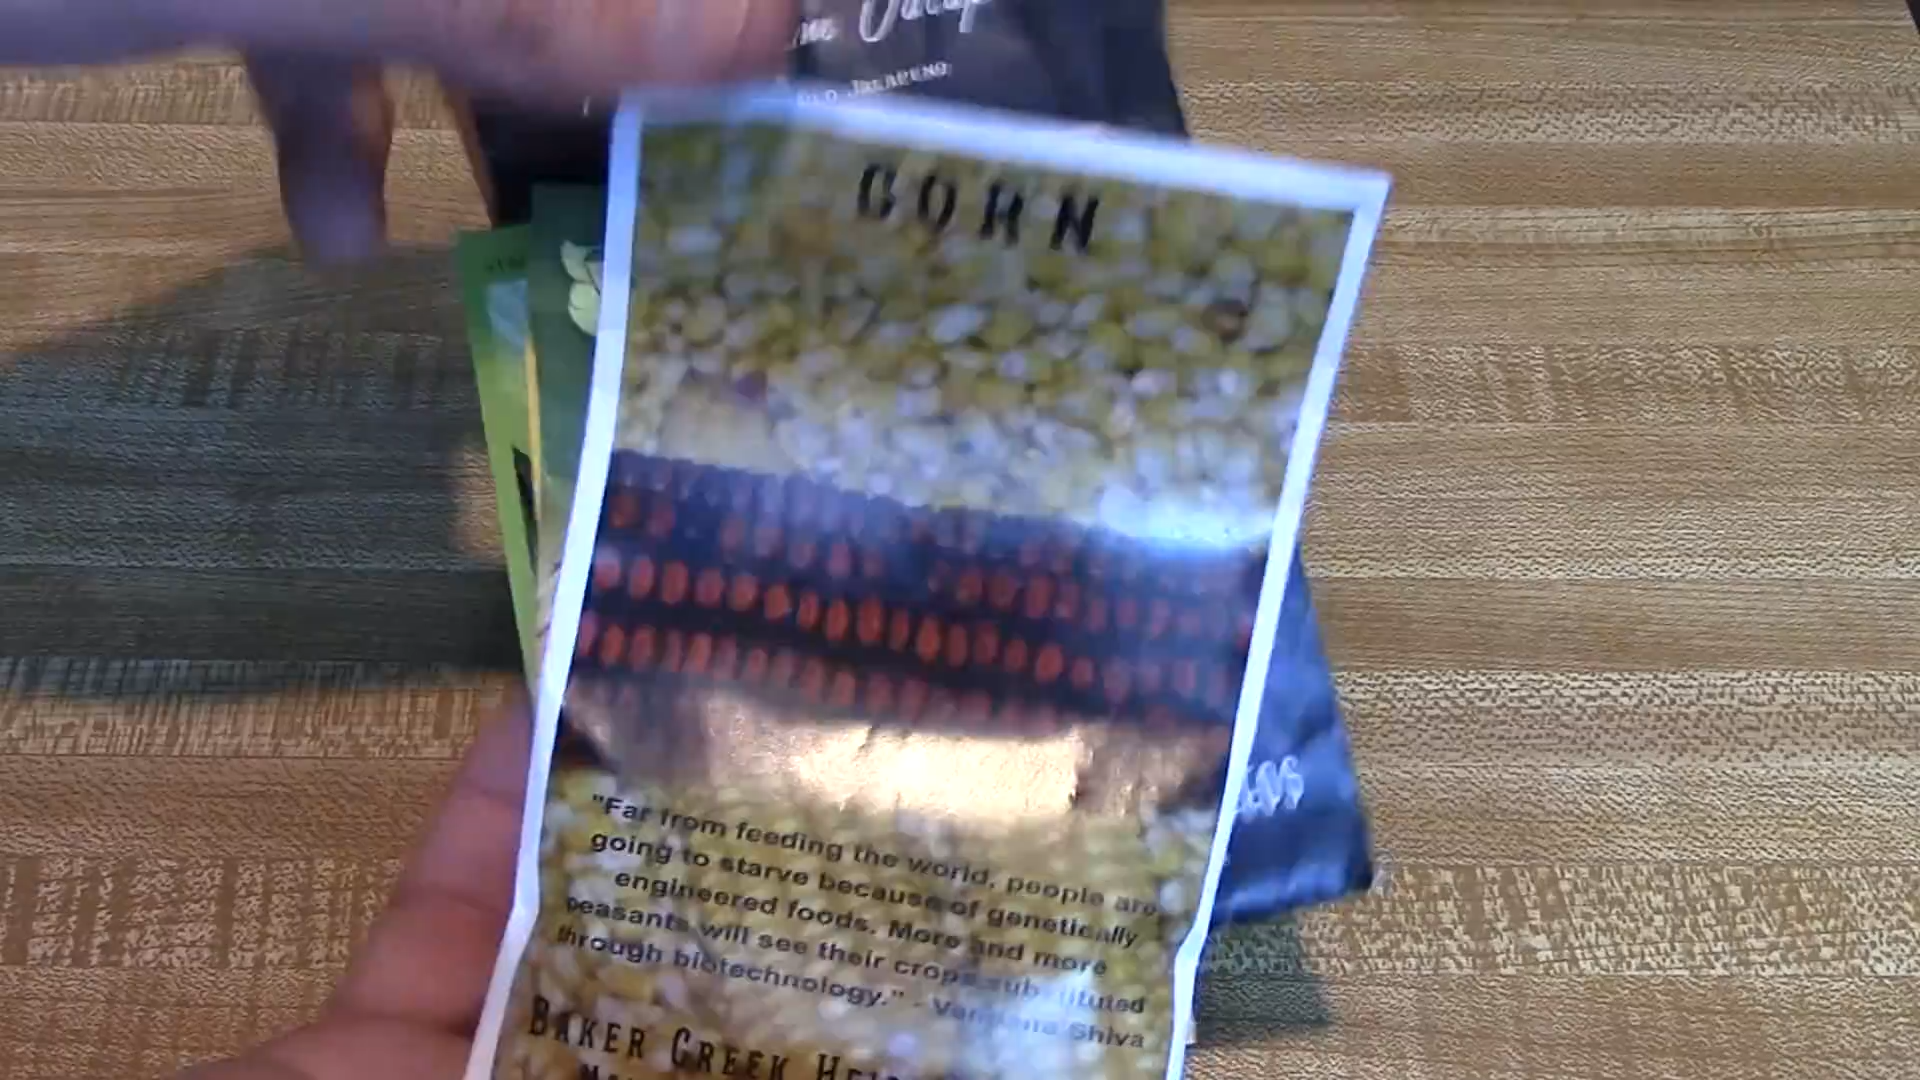 JALAPENO
CORN
"Far from feeding the world, people are
going to starve because of genetically
engineered foods. More and more
peasants will see their crops substituted
through biotechnology." - Vandana Shiva
BAKER CREEK